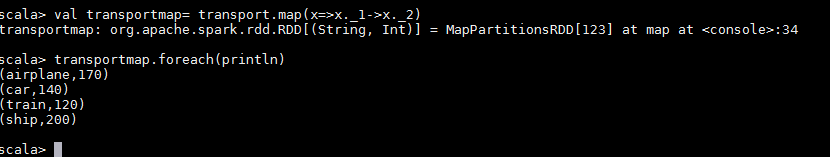 scala> val transportmap= transport.map(x=>x._1->x._2)
transportmap: org.apache.spark.rdd.RDD[(String, Int)] = MapPartitionsRDD[123] at map at <console>:34
scala> transportmap.foreach(println)
(airplane,170)
(car,140)
(train,120)
(ship,200)
scala>